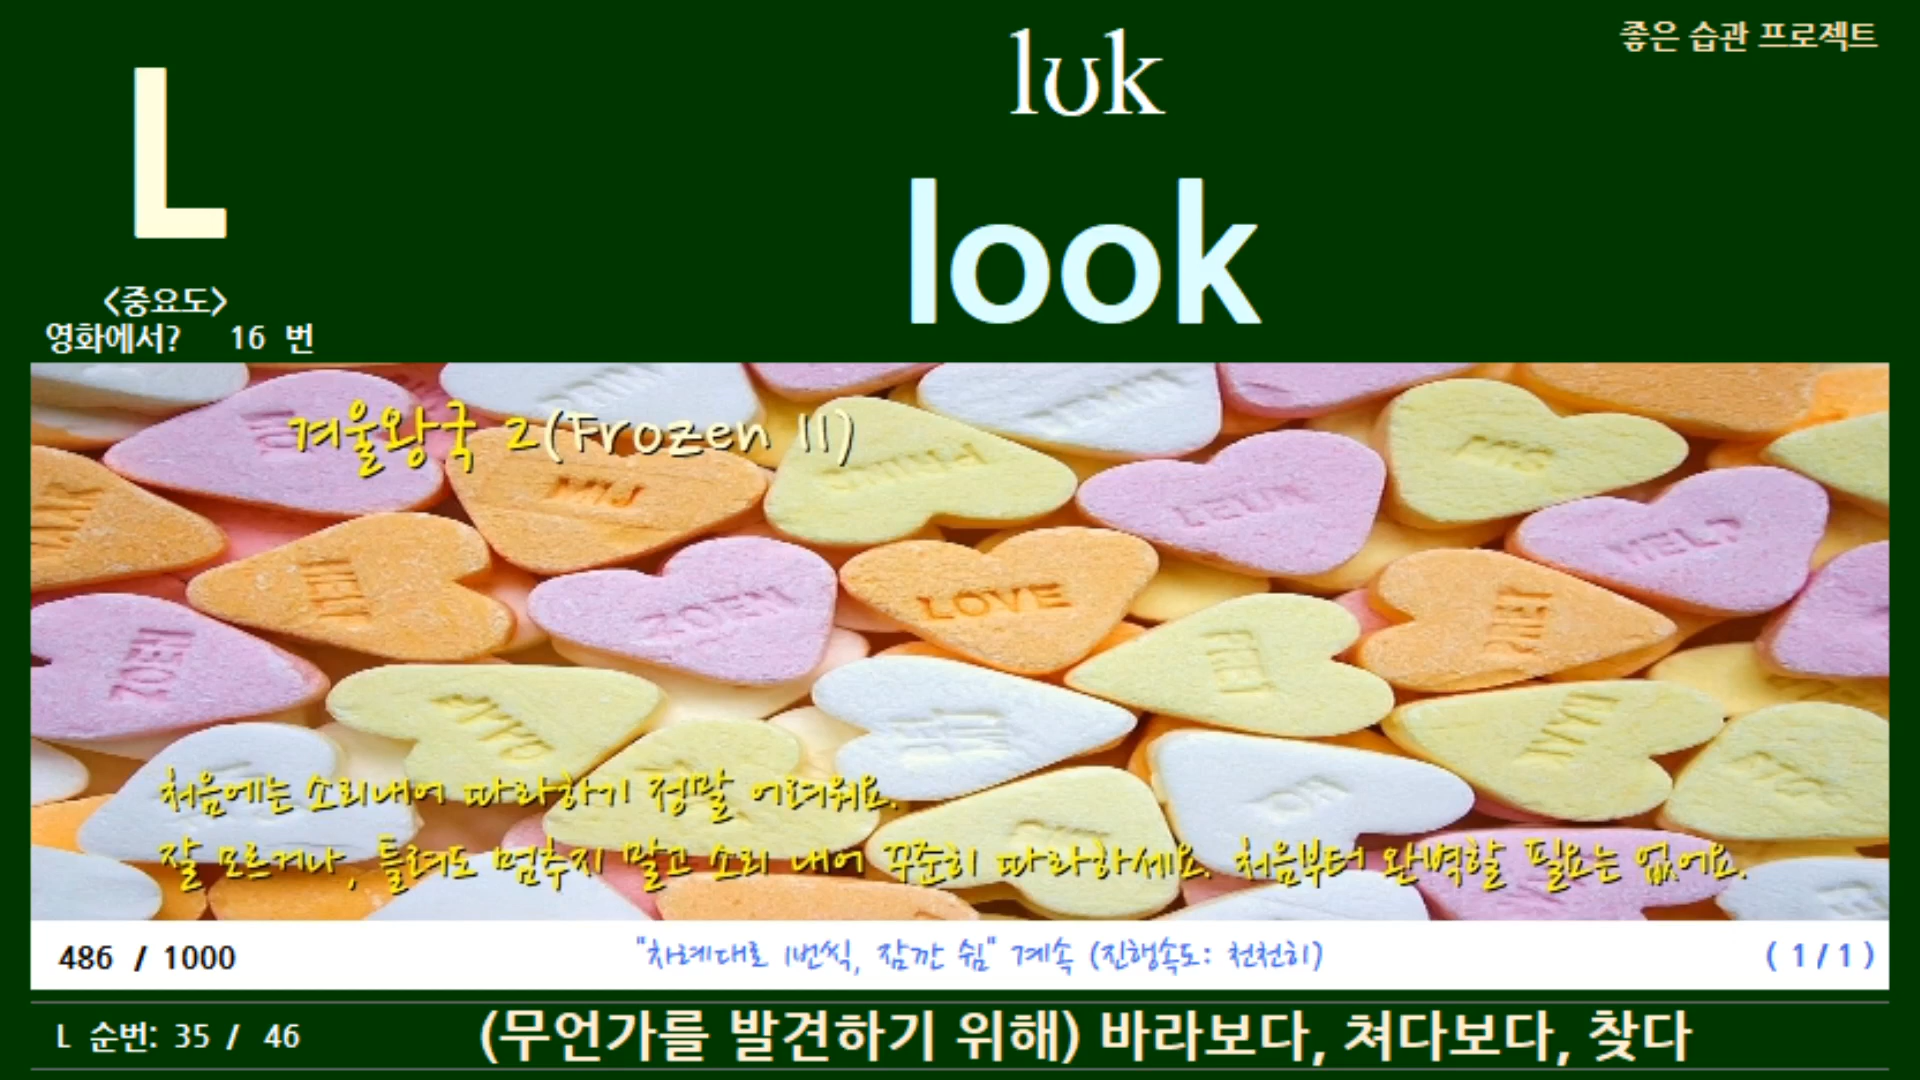 좋은 습관 프로젝트
L
lʊk
look
<중요도>
영화에서? 16 번
겨울왕국 2(Frozen II)
MIJ
LEUK
ZOEN
LOVE
처음에는 소리내어 따라하기 정말 어려워요.
잘 모르거나, 틀려도 멈추지 말고 소리 내어 꾸준히 따라하세요. 처음부터 완벽할 필요는 없어요.
486 / 1000
"차례대로 1번씩, 잠깐 쉼" 계속 (진행속도: 천천히)
( 1 / 1 )
L 순번: 35 / 46
(무언가를 발견하기 위해) 바라보다, 쳐다보다, 찾다